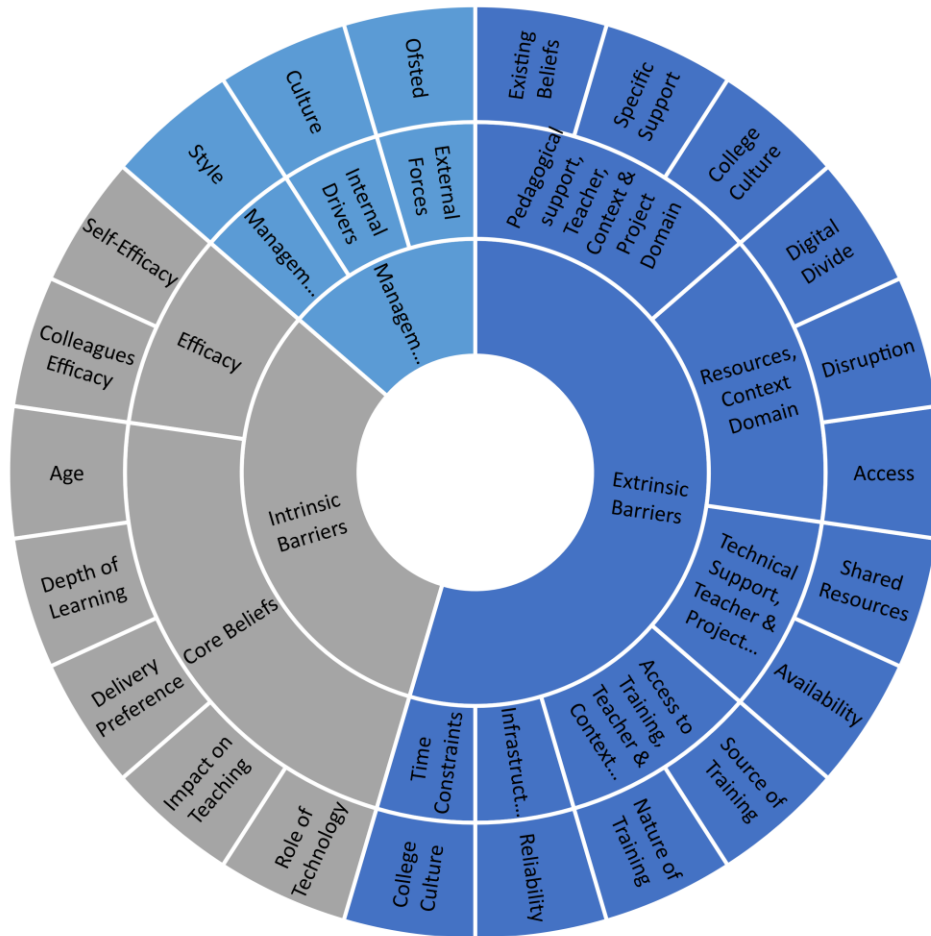 Existing
Beliefs
Specific
Support
College
Culture
Digital
Divide
Disruption
Access
Shared
Resources
Availability
Source of
Training
Nature of
Training
Reliability
College
Culture
Role of
Technology
Impact on
Teaching
Delivery
Preference
Depth of
Learning
Age
Colleagues
Efficacy
Self-Efficacy
Style
Culture
Ofsted
Pedagogical
support,
Teacher,
Context &
Project
Domain
Resources,
Context
Domain
Technical
Support,
Teacher &
Project...
Access to
Training,
Teacher &
Context...
Infrastruct...
Time
Constraints
Core Beliefs
Efficacy
Managem...
Internal
Drivers
External
Forces
Extrinsic
Barriers
Intrinsic
Barriers
Managem...